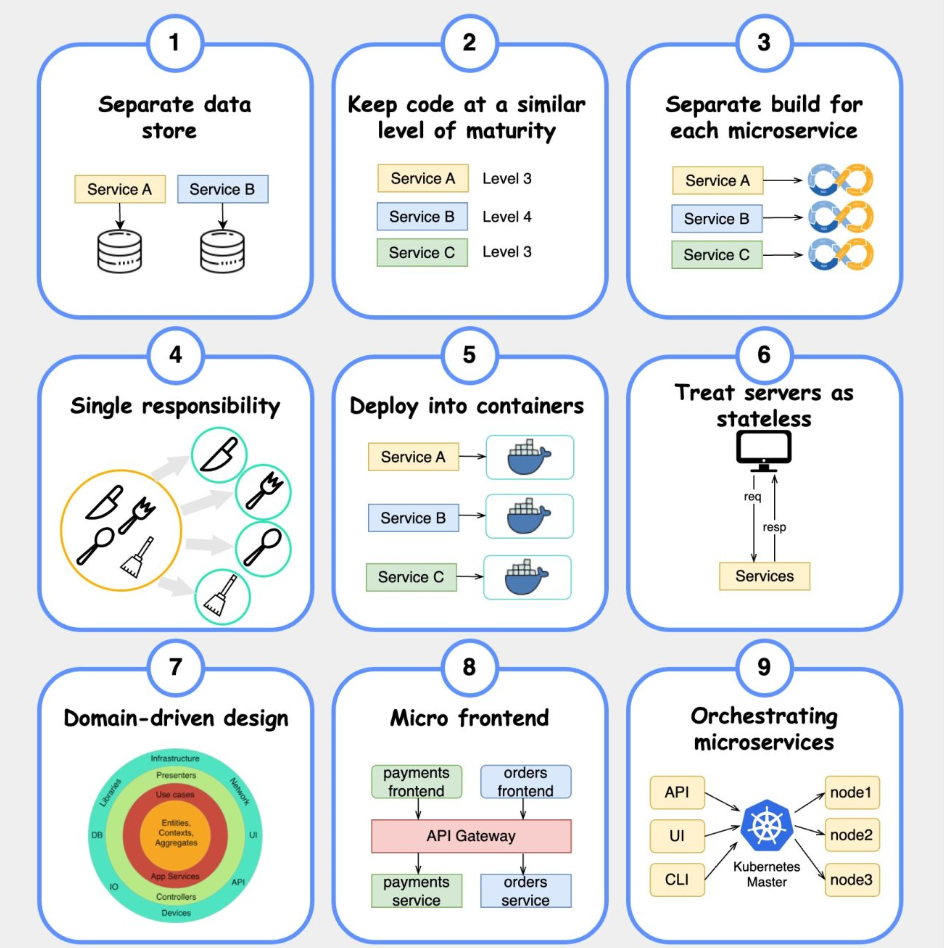 1
Separate data
store
Service A
Service B
2
Keep code at a similar
level of maturity
Service A Level 3
Service B Level 4
Service C Level 3
3
Separate build for
each microservice
Service A
Service B
Service C
4
Single responsibility
5
Deploy into containers
Service A
Service B
Service C
6
Treat servers as
stateless
req
resp
Services
7
Domain-driven design
Infrastructure
Presenters
Libraries
Network
Use cases
Entities,
Contexts,
Aggregates
DB
UI
App Services
IO
API
Controllers
Devices
8
Micro frontend
payments
frontend
orders
frontend
API Gateway
payments
service
orders
service
9
Orchestrating
microservices
API
UI
CLI
Kubernetes
Master
node1
node2
node3